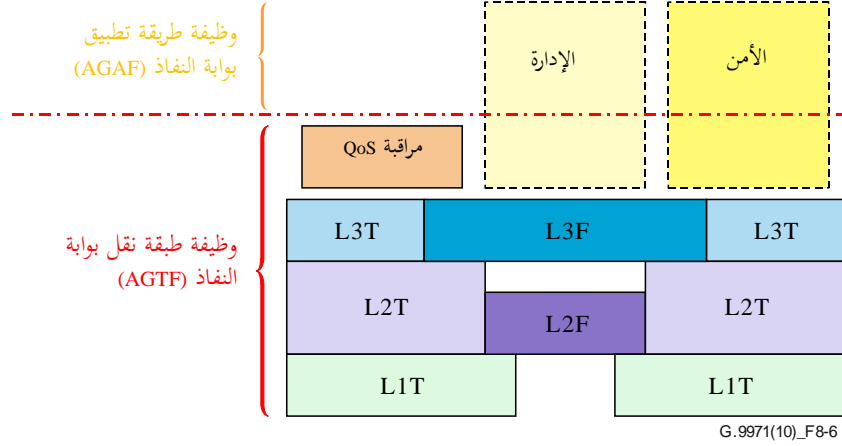 وظيفة طريقة تطبيق
بوابة النفاذ (AGAF)
الإدارة
الأمن
مراقبة QoS
وظيفة طبقة نقل بوابة
النفاذ (AGTF)
L3T
L3F
L3T
L2T
L2F
L2T
L1T
L1T
G.9971(10)_F8-6